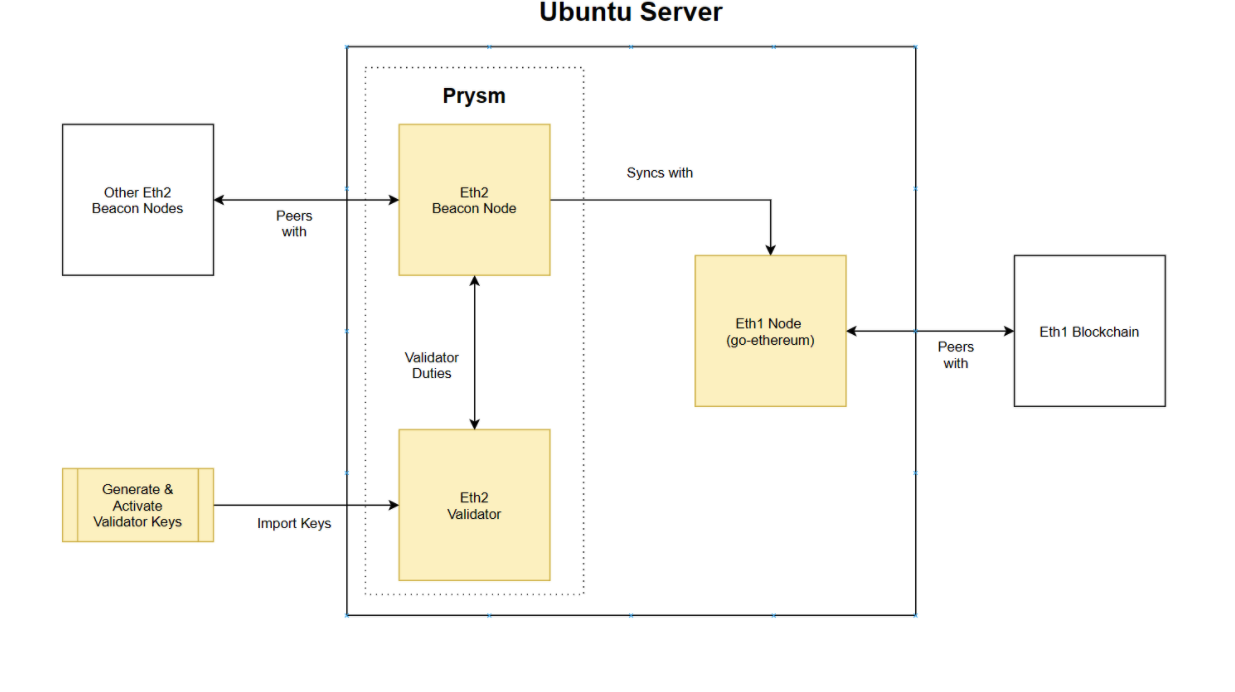 Ubuntu Server
Prysm
Other Eth2
Beacon Nodes
Peers
with
Eth2
Beacon Node
Syncs with
Eth1 Node
(go-ethereum)
Peers
with
Eth1 Blockchain
Validator
Duties
Generate &
Activate
Validator Keys
Import Keys
Eth2
Validator